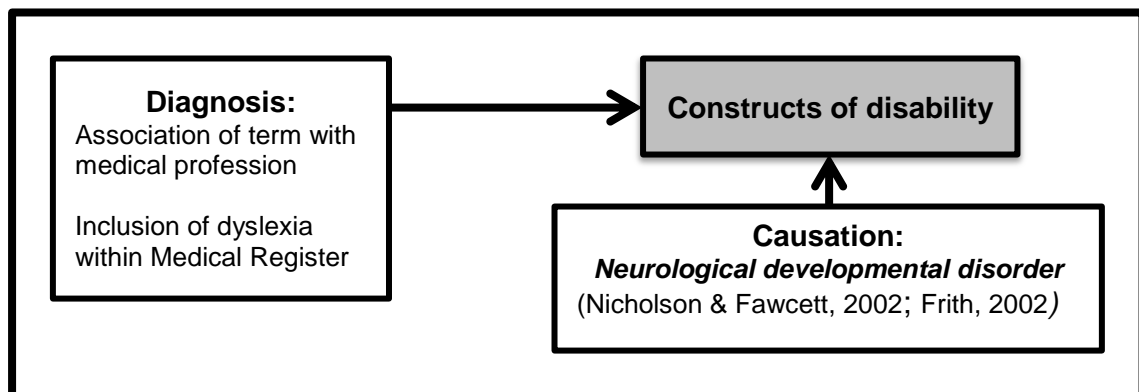 Diagnosis:
Association of term with
medical profession
Inclusion of dyslexia
within Medical Register
Constructs of disability
Causation:
Neurological developmental disorder
(Nicholson & Fawcett, 2002; Frith, 2002)